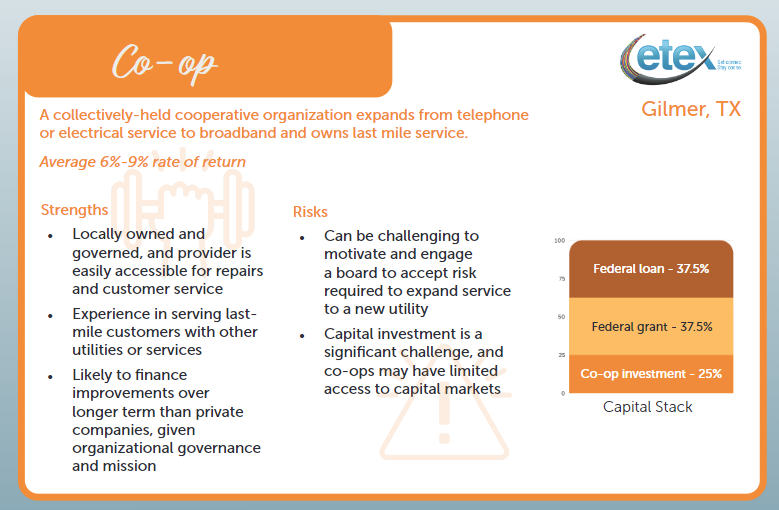 Co-op
etex
Get connected
Stay connected
Gilmer, TX
A collectively-held cooperative organization expands from telephone
or electrical service to broadband and owns last mile service.
Average 6%-9% rate of return
Strengths
• Locally owned and
governed, and provider is
easily accessible for repairs
and customer service
• Experience in serving last-
mile customers with other
utilities or services
• Likely to finance
improvements over
longer term than private
companies, given
organizational governance
and mission
Risks
• Can be challenging to
motivate and engage
a board to accept risk
required to expand service
to a new utility
• Capital investment is a
significant challenge, and
co-ops may have limited
access to capital markets
100
75
50
25
0
Federal loan - 37.5%
Federal grant - 37.5%
Co-op investment - 25%
Capital Stack